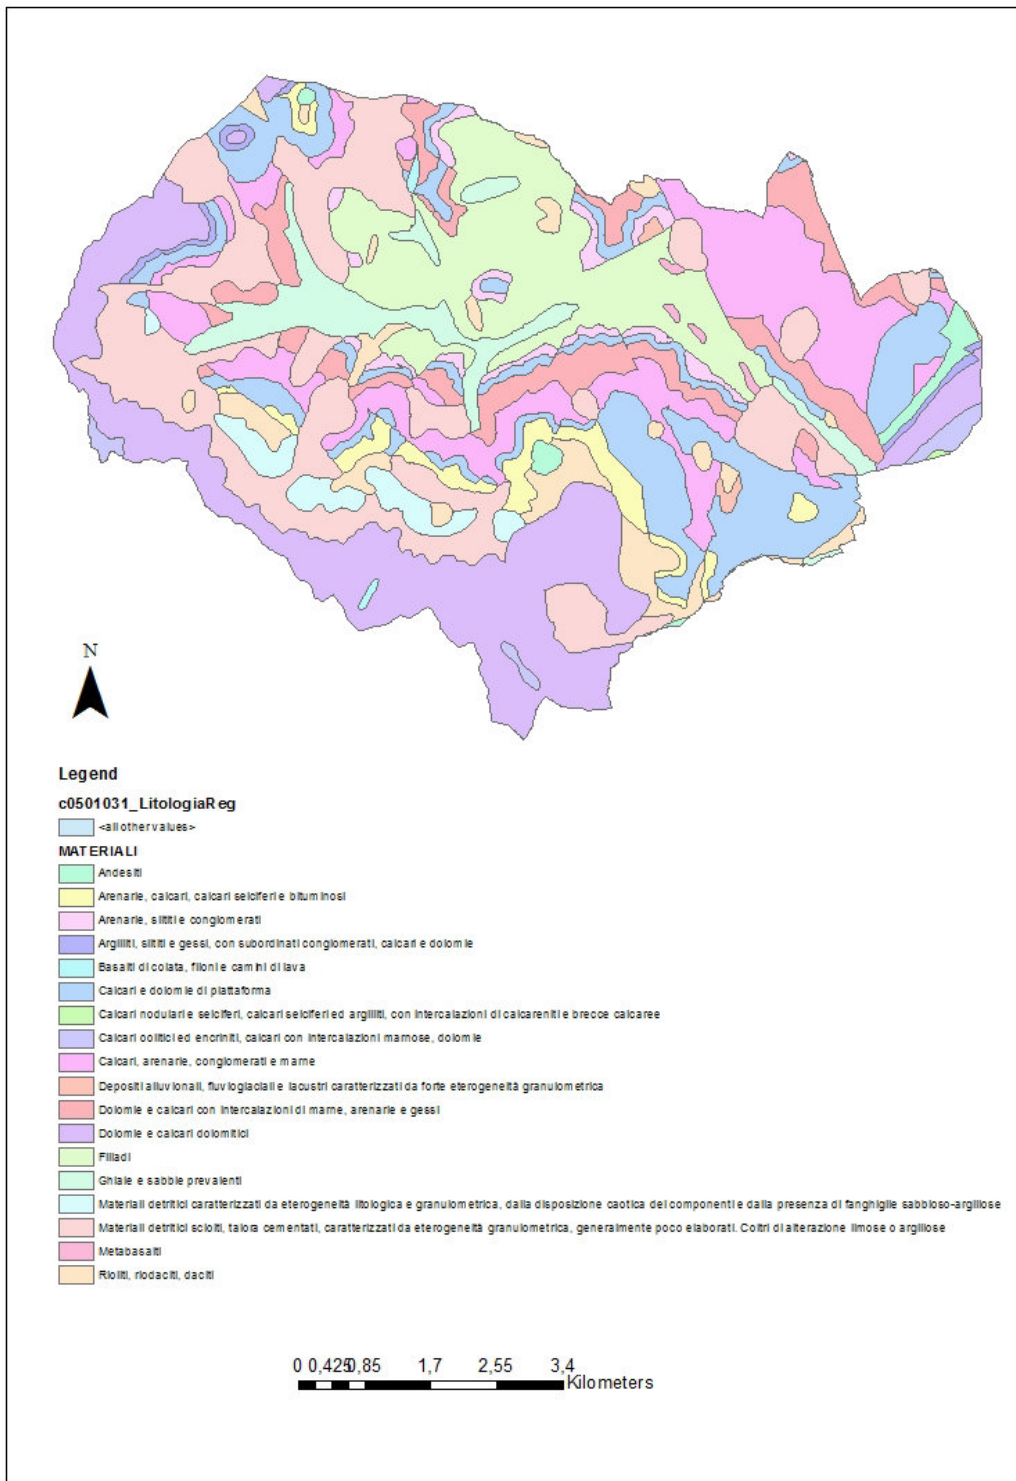 N
Legend
c0501031_LitologiaReg
<all other values>
MATERIALI
Andesiti
Arenarie, calcari, calcari selciferi e bituminosi
Arenarie, siltiti e conglomerati
Argilliti, siltiti e gessi, con subordinati conglomerati, calcari e dolomie
Basalti di colata, filoni e camini di lava
Calcari e dolomie di piattaforma
Calcari nodulari e selciferi, calcari selciferi ed argilliti, con intercalazioni di calcareniti e brecce calcaree
Calcari oolitici ed encriniti, calcari con intercalazioni marnose, dolomie
Calcari, arenarie, conglomerati e marne
Depositi alluvionali, fluvioglaciali e lacustri caratterizzati da forte eterogeneità granulometrica
Dolomie e calcari con intercalazioni di marne, arenarie e gessi
Dolomie e calcari dolomitici
Filladi
Ghiaie e sabbie prevalenti
Materiali detritici caratterizzati da eterogeneità litologica e granulometrica, dalla disposizione caotica dei componenti e dalla presenza di fanghiglie sabbioso-argillose
Materiali detritici sciolti, talora cementati, caratterizzati da eterogeneità granulometrica, generalmente poco elaborati. Coltri di alterazione limose o argillose
Metabasalti
Rioliti, riodaciti, daciti
0 0,425 0,85 1,7 2,55 3,4
Kilometers